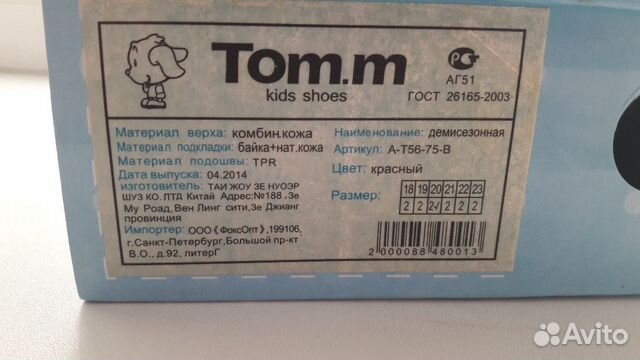 Tom.m
kids shoes
РСТ
АГ51
ГОСТ 26165-2003
Материал верха: комбин.кожа
Материал подкладки: байка+нат.кожа
Материал подошвы: TPR
Дата выпуска: 04.2014
изготовитель: ТАИ ЖОУ ЗЕ НУОЭР
ШУЗ КО. ЛТД Китай Адрес:№188 .Зе
Му Роад, Вен Линг сити,Зе Джианг
провинция
Импортер: ООО «ФоксОпт»,199106,
г.Санкт-Петербург,Большой пр-кт
В.О., д.92, литерГ
Наименование: демисезонная
Артикул: A-T56-75-B
Цвет: красный
Размер:
18 19 20 21 22 23
2 2 2√ 2 2 2
2 000088 480013
Avito